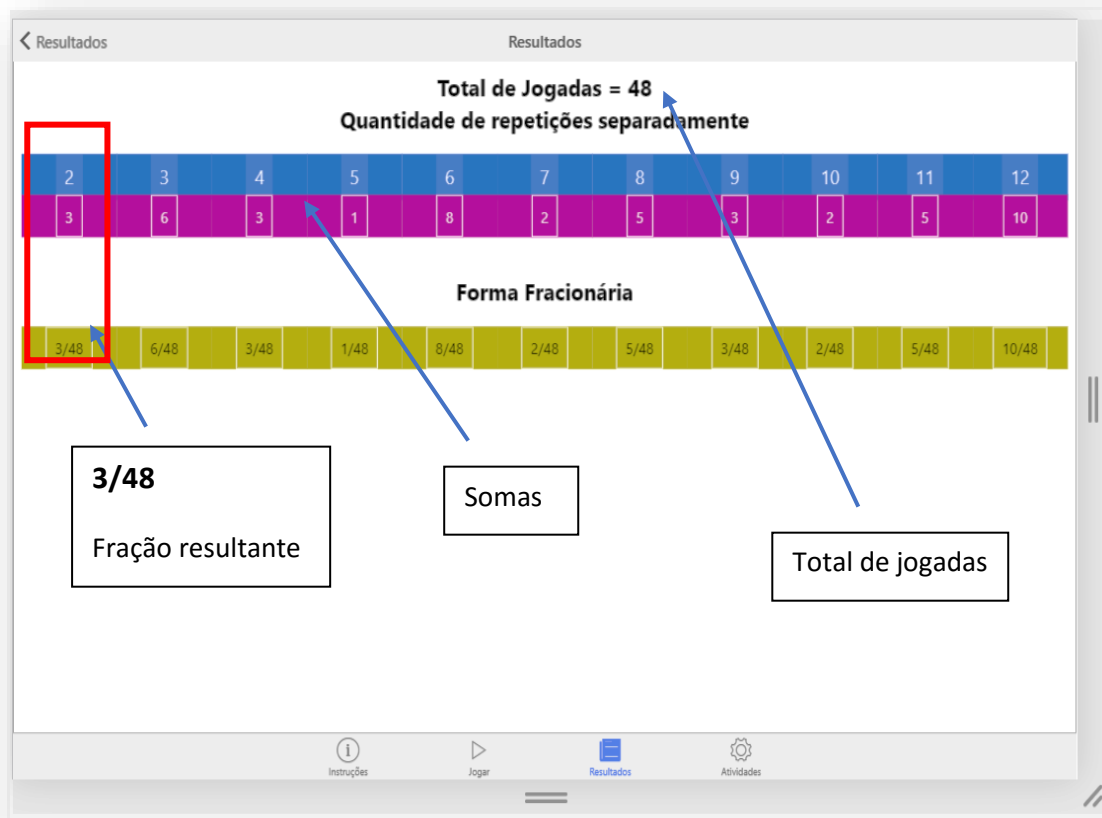 Resultados
Resultados
Total de Jogadas = 48
Quantidade de repetições separadamente
2 3 4 5 6 7 8 9 10 11 12
3 6 3 1 8 2 5 3 2 5 10
Forma Fracionária
3/48 6/48 3/48 1/48 8/48 2/48 5/48 3/48 2/48 5/48 10/48
3/48
Fração resultante
Somas
Total de jogadas
Instruções Jogar Resultados Atividades